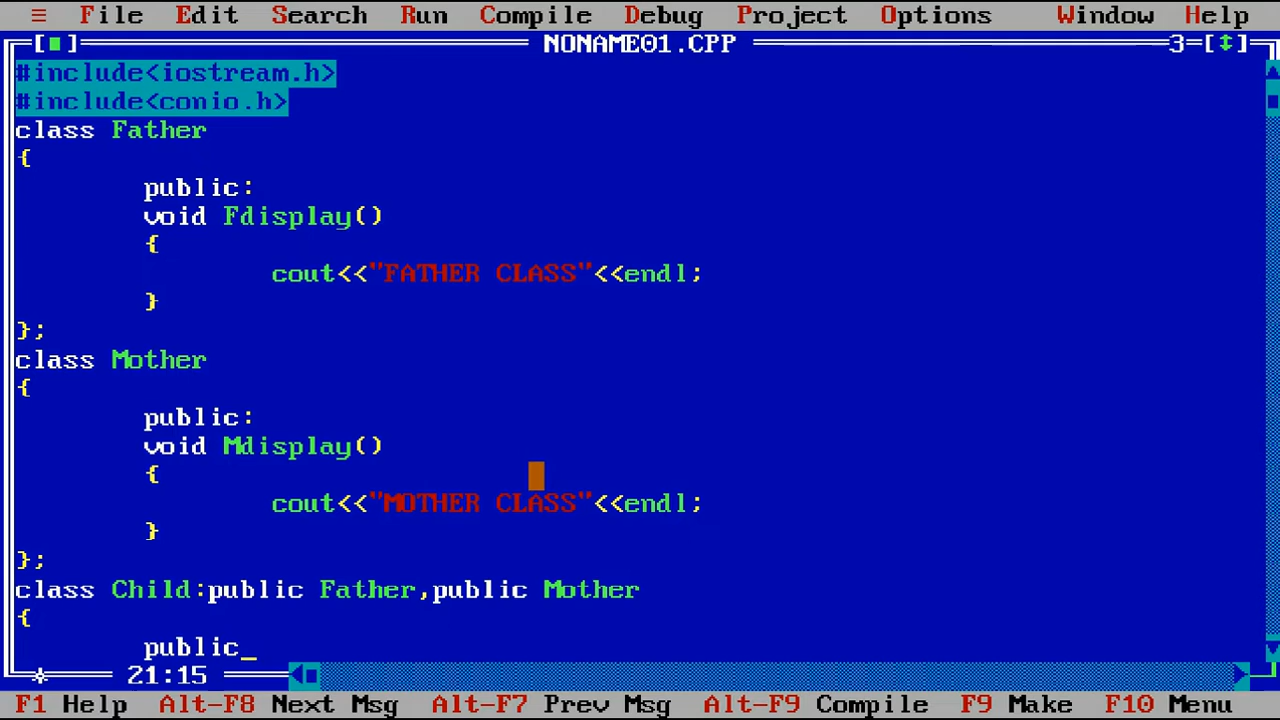 ≡ File Edit Search Run Compile Debug Project Options Window Help
[■] NONAME01.CPP 3=[↕]
#include<iostream.h>
#include<conio.h>
class Father
{
public:
void Fdisplay()
{
cout<<"FATHER CLASS"<<endl;
}
};
class Mother
{
public:
void Mdisplay()
{
cout<<"MOTHER CLASS"<<endl;
}
};
class Child:public Father,public Mother
{
public_
21:15
F1 Help Alt-F8 Next Msg Alt-F7 Prev Msg Alt-F9 Compile F9 Make F10 Menu